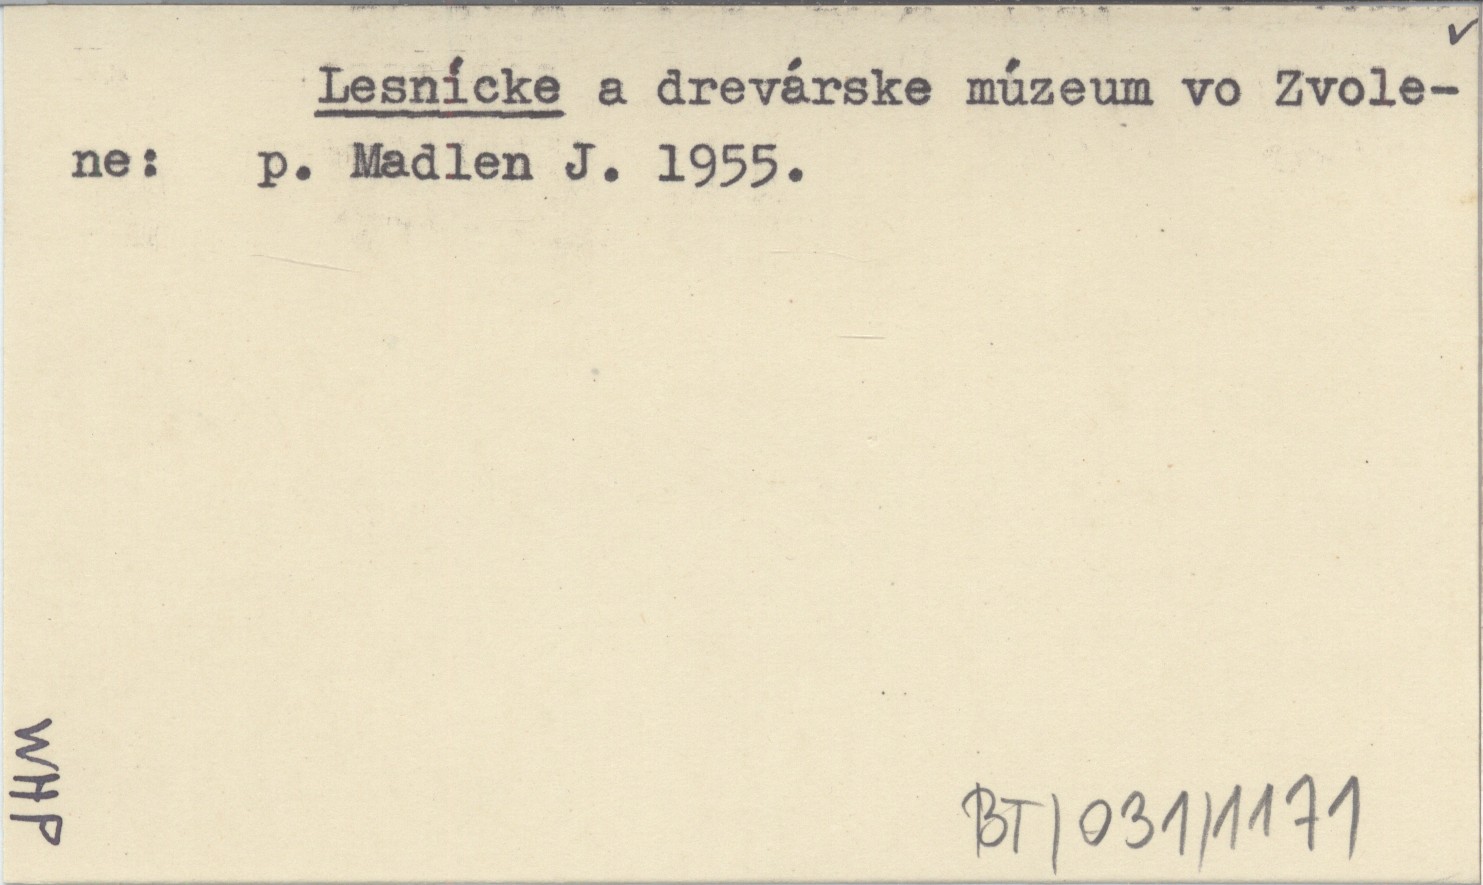 Lesnícke a drevárske múzeum vo Zvole-
ne: p. Madlen J. 1955.
WHP
BT/031/1171